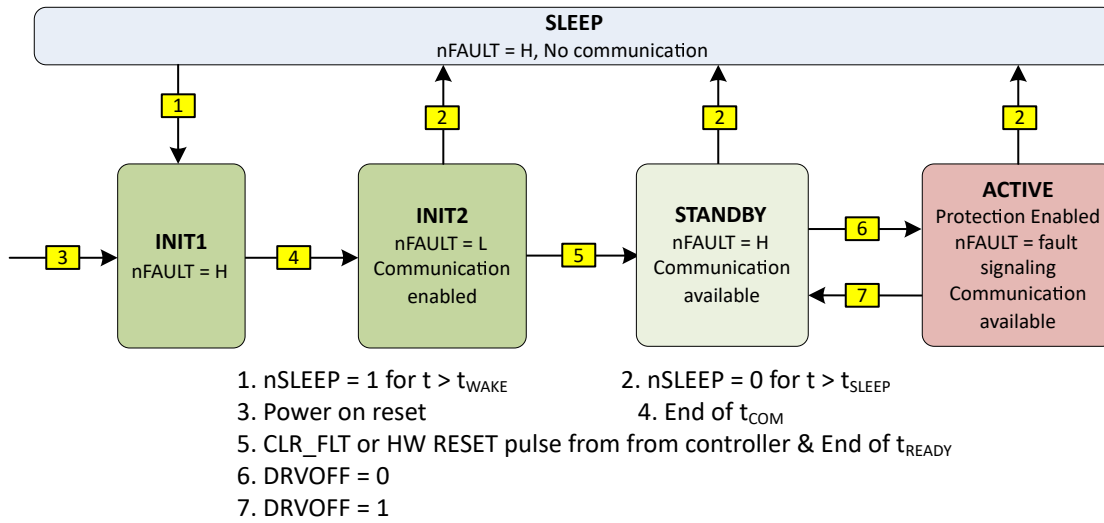 SLEEP
nFAULT = H, No communication
1
2
2
2
INIT1
nFAULT = H
INIT2
nFAULT = L
Communication
enabled
STANDBY
nFAULT = H
Communication
available
ACTIVE
Protection Enabled
nFAULT = fault
signaling
Communication
available
3
4
5
6
7
1. nSLEEP = 1 for t > tWAKE
2. nSLEEP = 0 for t > tSLEEP
3. Power on reset
4. End of tCOM
5. CLR_FLT or HW RESET pulse from from controller & End of tREADY
6. DRVOFF = 0
7. DRVOFF = 1